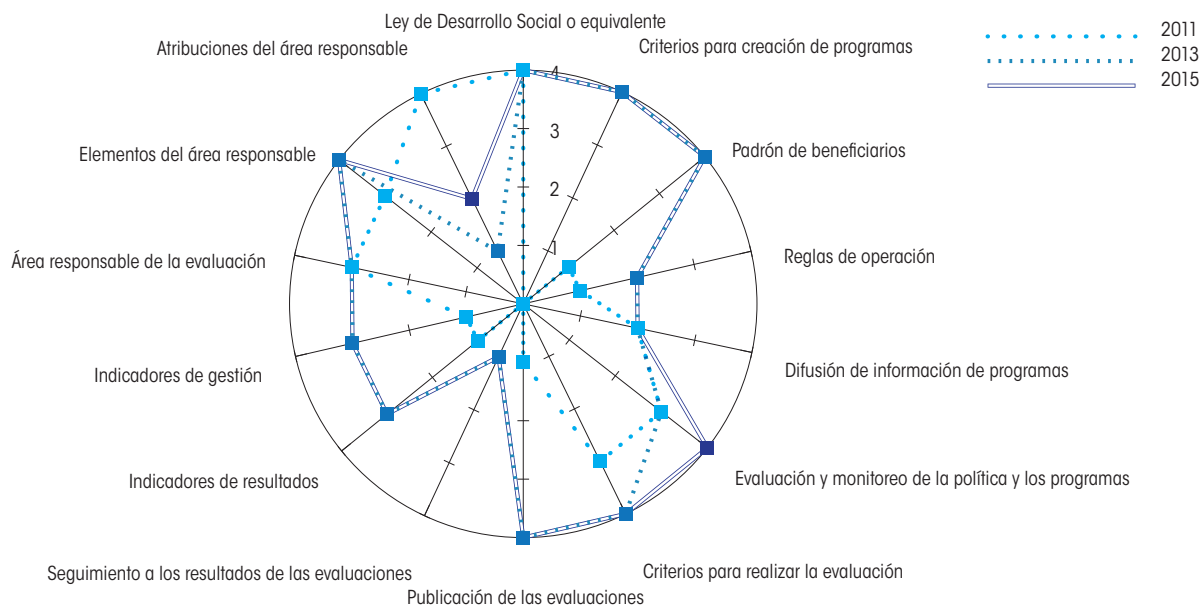 Ley de Desarrollo Social o equivalente
Atribuciones del área responsable
Criterios para creación de programas
2011
2013
2015
4
3
2
1
Elementos del área responsable
Padrón de beneficiarios
Área responsable de la evaluación
Reglas de operación
Indicadores de gestión
Difusión de información de programas
Indicadores de resultados
Evaluación y monitoreo de la política y los programas
Seguimiento a los resultados de las evaluaciones
Criterios para realizar la evaluación
Publicación de las evaluaciones